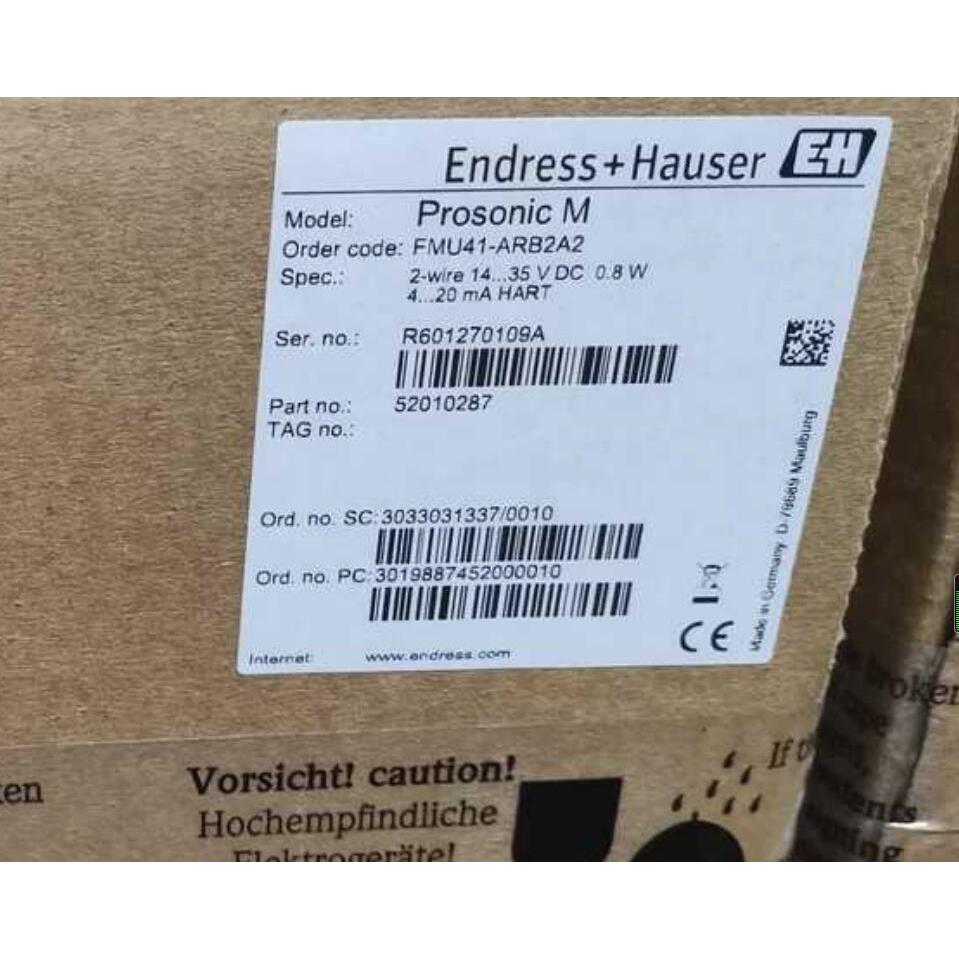 Endress+Hauser EH
Model: Prosonic M
Order code: FMU41-ARB2A2
Spec.: 2-wire 14...35 V DC 0.8 W
4...20 mA HART
Ser. no.: R601270109A
Part no.: 52010287
TAG no.:
Ord. no. SC: 3033031337/0010
Ord. no. PC: 3019887452000010
Internet: www.endress.com
Made in Germany D-79689 Maulburg
CE
Vorsicht! caution!
Hochempfindliche
Elektrogeräte!
If
broken